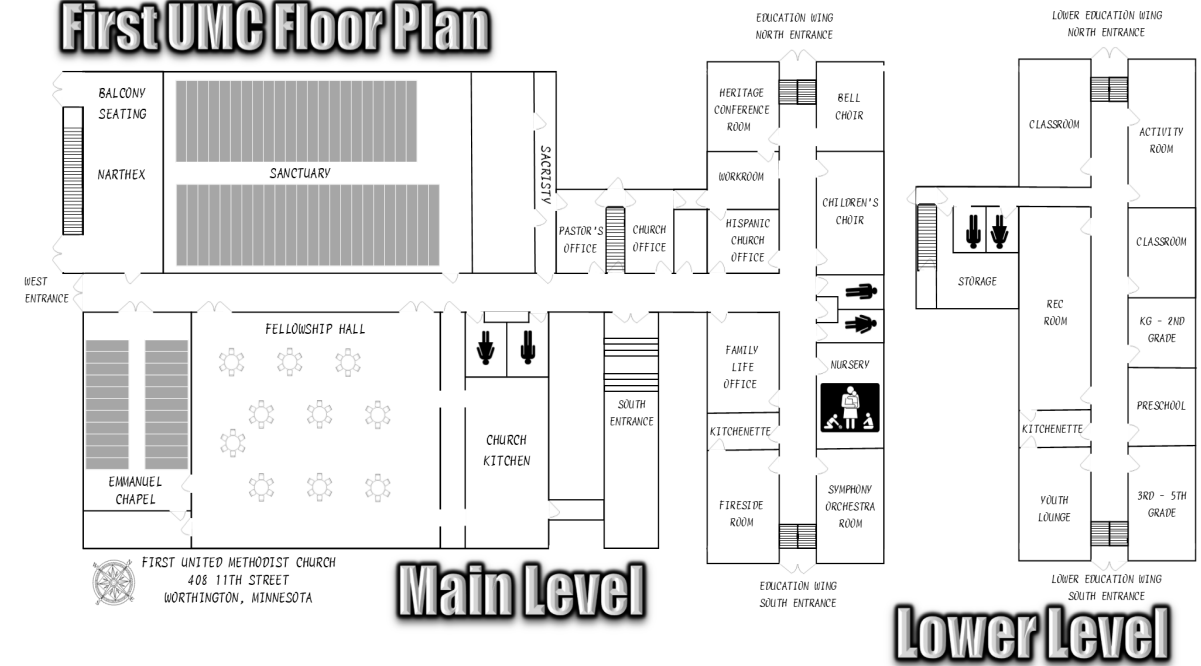 First UMC Floor Plan
EDUCATION WING
NORTH ENTRANCE
LOWER EDUCATION WING
NORTH ENTRANCE
BALCONY
SEATING
NARTHEX
SANCTUARY
SACRISTY
WEST
ENTRANCE
PASTOR'S
OFFICE
CHURCH
OFFICE
HERITAGE
CONFERENCE
ROOM
WORKROOM
HISPANIC
CHURCH
OFFICE
BELL
CHOIR
CHILDREN'S
CHOIR
FELLOWSHIP HALL
EMMANUEL
CHAPEL
CHURCH
KITCHEN
SOUTH
ENTRANCE
FAMILY
LIFE
OFFICE
KITCHENETTE
FIRESIDE
ROOM
NURSERY
SYMPHONY
ORCHESTRA
ROOM
EDUCATION WING
SOUTH ENTRANCE
CLASSROOM
ACTIVITY
ROOM
STORAGE
REC
ROOM
CLASSROOM
KG - 2ND
GRADE
PRESCHOOL
KITCHENETTE
YOUTH
LOUNGE
3RD - 5TH
GRADE
LOWER EDUCATION WING
SOUTH ENTRANCE
FIRST UNITED METHODIST CHURCH
408 11TH STREET
WORTHINGTON, MINNESOTA
Main Level
Lower Level